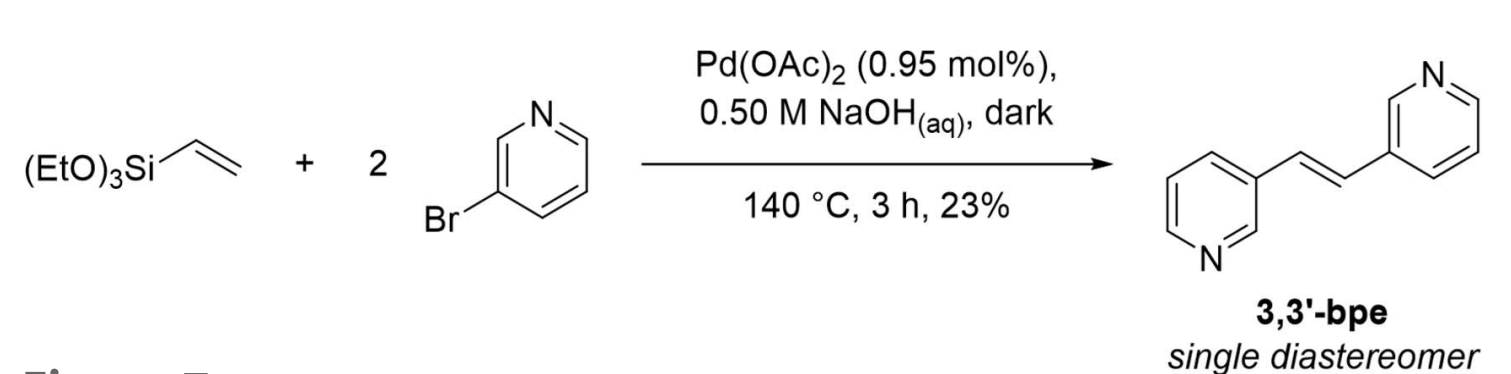 (EtO)₃Si
+
2
N
Br
Pd(OAc)₂ (0.95 mol%),
0.50 M NaOH₍aq₎, dark
140 °C, 3 h, 23%
N
N
3,3'-bpe
single diastereomer